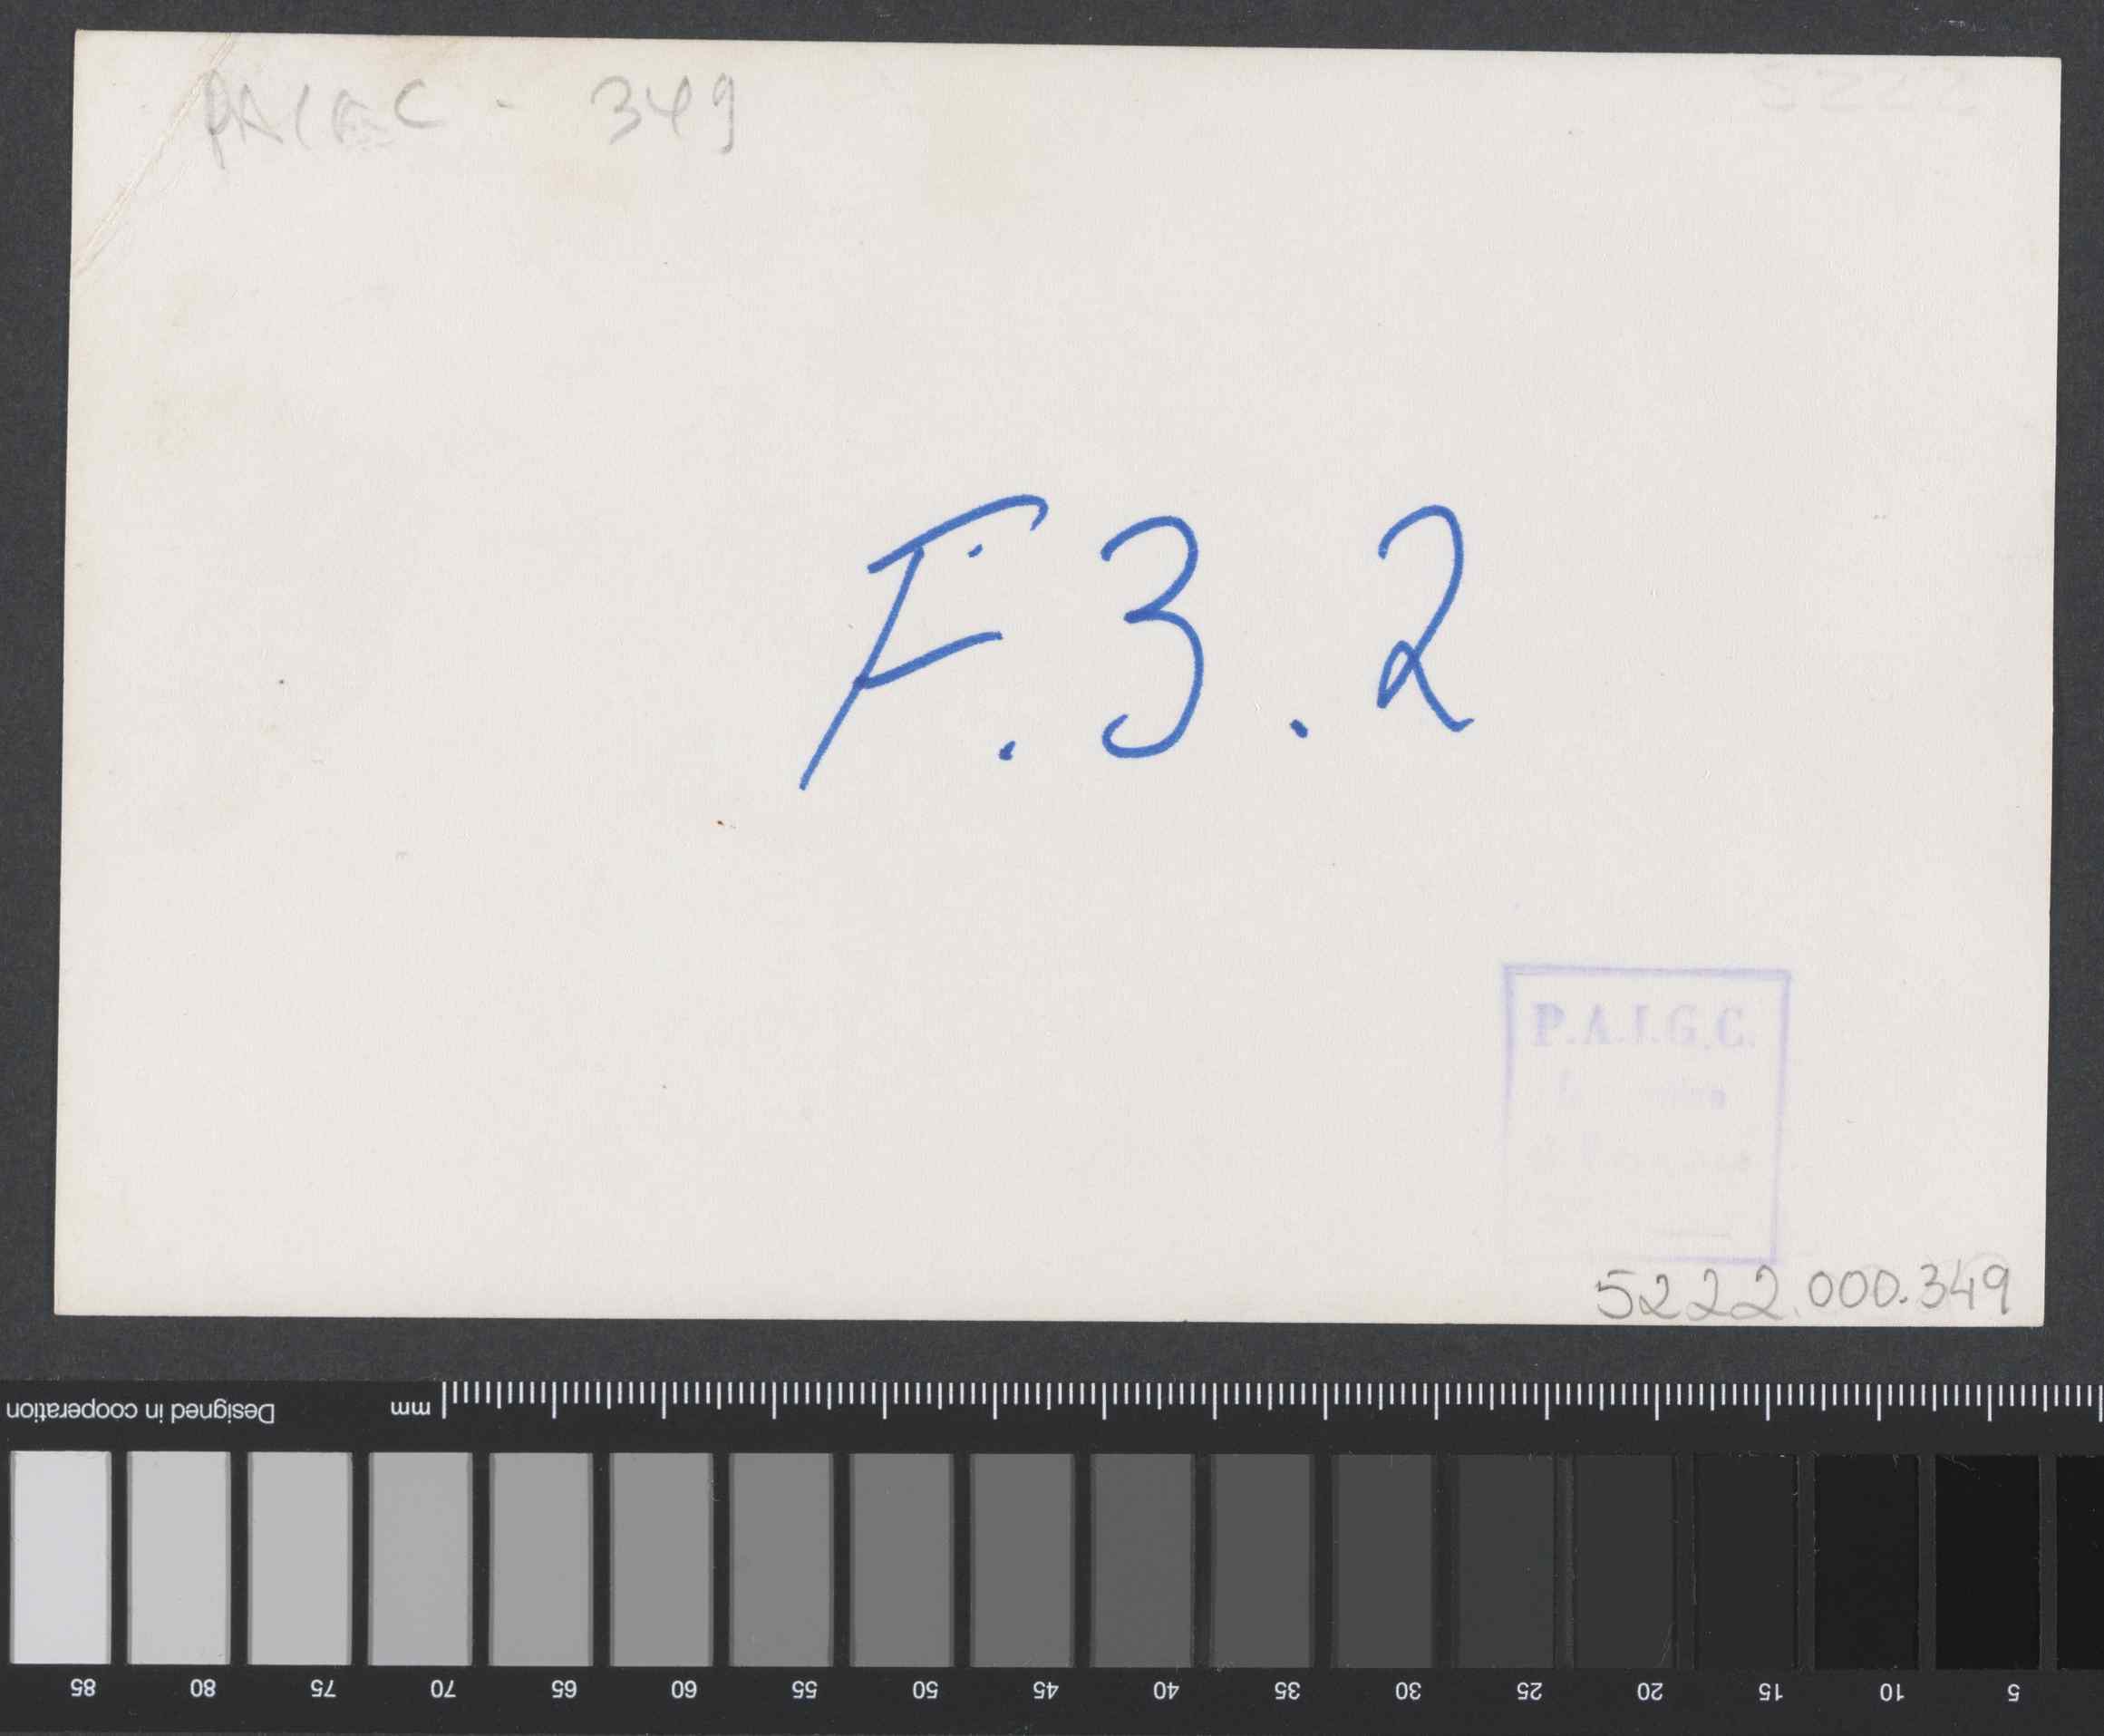 PAIGC - 349
5222
F.3.2
P.A.I.G.C.
5222.000.349
Designed in cooperation
mm
85 80 75 70 65 60 55 50 45 40 35 30 25 20 15 10 5